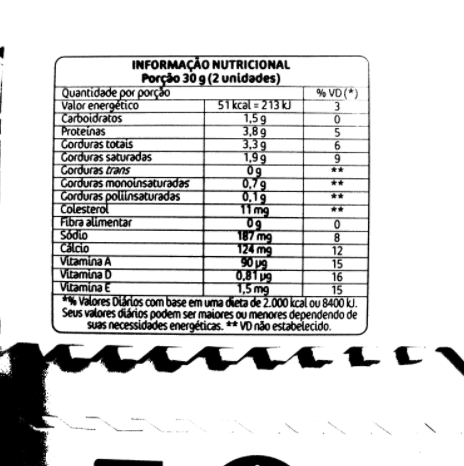 INFORMAÇÃO NUTRICIONAL
Porção 30 g (2 unidades)
Quantidade por porção % VD (*)
Valor energético 51 kcal = 213 kJ 3
Carboidratos 1,5 g 0
Proteínas 3,8 g 5
Gorduras totais 3,3 g 6
Gorduras saturadas 1,9 g 9
Gorduras trans 0 g **
Gorduras monoinsaturadas 0,7 g **
Gorduras poliinsaturadas 0,1 g **
Colesterol 11 mg **
Fibra alimentar 0 g 0
Sódio 187 mg 8
Cálcio 124 mg 12
Vitamina A 90 µg 15
Vitamina D 0,81 µg 16
Vitamina E 1,5 mg 15
*% Valores Diários com base em uma dieta de 2.000 kcal ou 8400 kJ.
Seus valores diários podem ser maiores ou menores dependendo de
suas necessidades energéticas. ** VD não estabelecido.